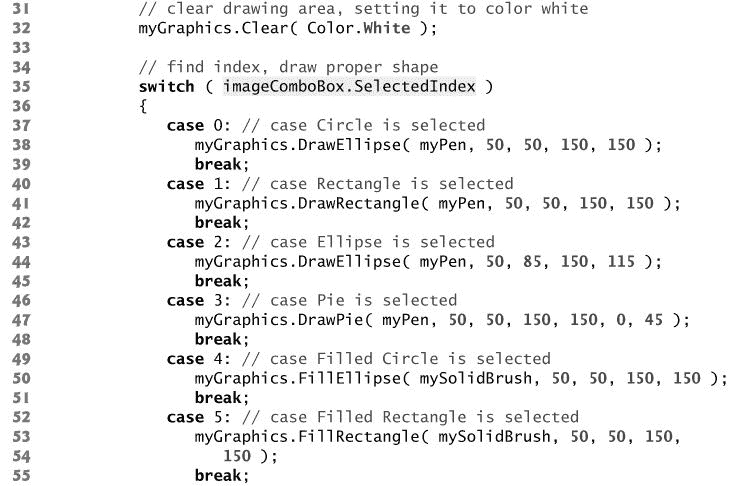 31 // clear drawing area, setting it to color white
32 myGraphics.Clear( Color.White );
33
34 // find index, draw proper shape
35 switch ( imageComboBox.SelectedIndex )
36 {
37 case 0: // case Circle is selected
38 myGraphics.DrawEllipse( myPen, 50, 50, 150, 150 );
39 break;
40 case 1: // case Rectangle is selected
41 myGraphics.DrawRectangle( myPen, 50, 50, 150, 150 );
42 break;
43 case 2: // case Ellipse is selected
44 myGraphics.DrawEllipse( myPen, 50, 85, 150, 115 );
45 break;
46 case 3: // case Pie is selected
47 myGraphics.DrawPie( myPen, 50, 50, 150, 150, 0, 45 );
48 break;
49 case 4: // case Filled Circle is selected
50 myGraphics.FillEllipse( mySolidBrush, 50, 50, 150, 150 );
51 break;
52 case 5: // case Filled Rectangle is selected
53 myGraphics.FillRectangle( mySolidBrush, 50, 50, 150,
54 150 );
55 break;